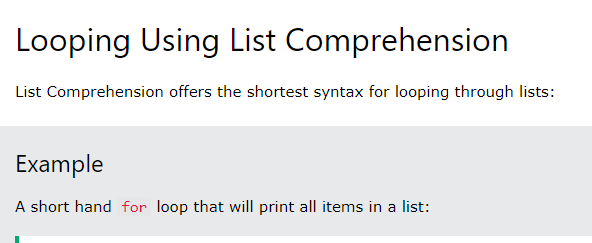 Looping Using List Comprehension
List Comprehension offers the shortest syntax for looping through lists:
Example
A short hand for loop that will print all items in a list: